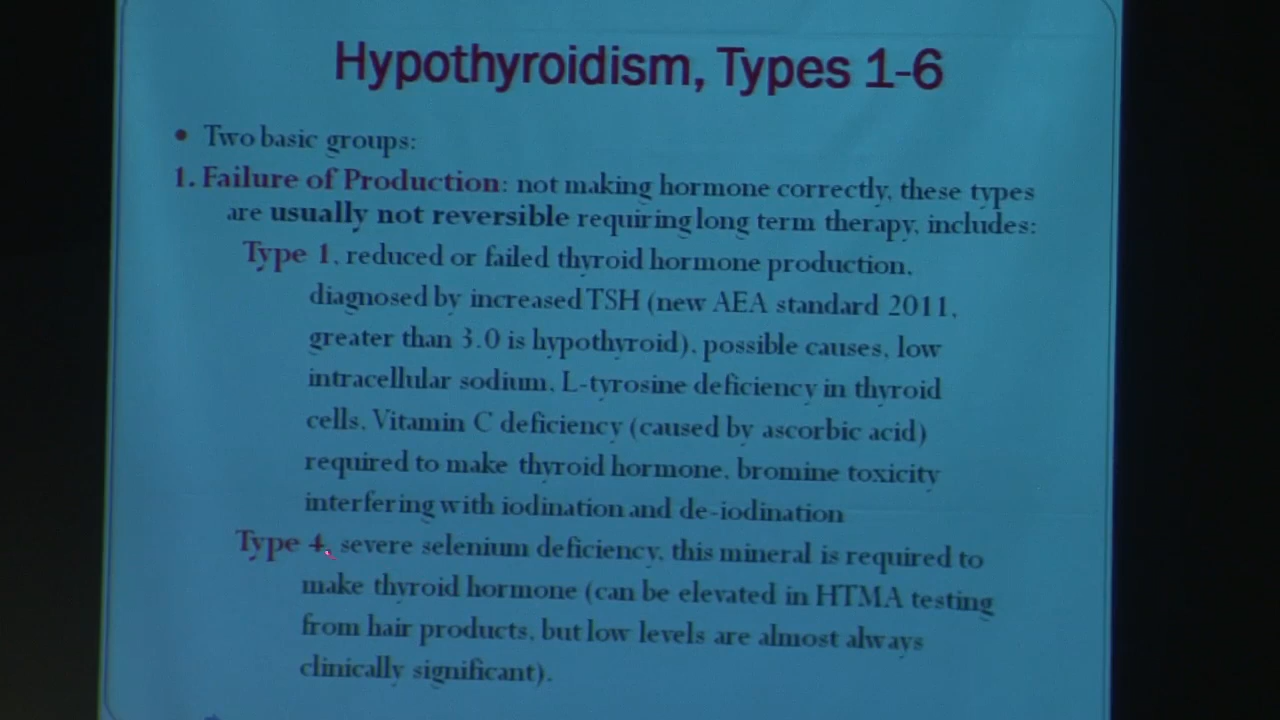 Hypothyroidism, Types 1-6
• Two basic groups:
1. Failure of Production: not making hormone correctly, these types
are usually not reversible requiring long term therapy, includes:
Type 1, reduced or failed thyroid hormone production,
diagnosed by increased TSH (new AEA standard 2011,
greater than 3.0 is hypothyroid), possible causes, low
intracellular sodium, L-tyrosine deficiency in thyroid
cells, Vitamin C deficiency (caused by ascorbic acid)
required to make thyroid hormone, bromine toxicity
interfering with iodination and de-iodination
Type 4, severe selenium deficiency, this mineral is required to
make thyroid hormone (can be elevated in HTMA testing
from hair products, but low levels are almost always
clinically significant).